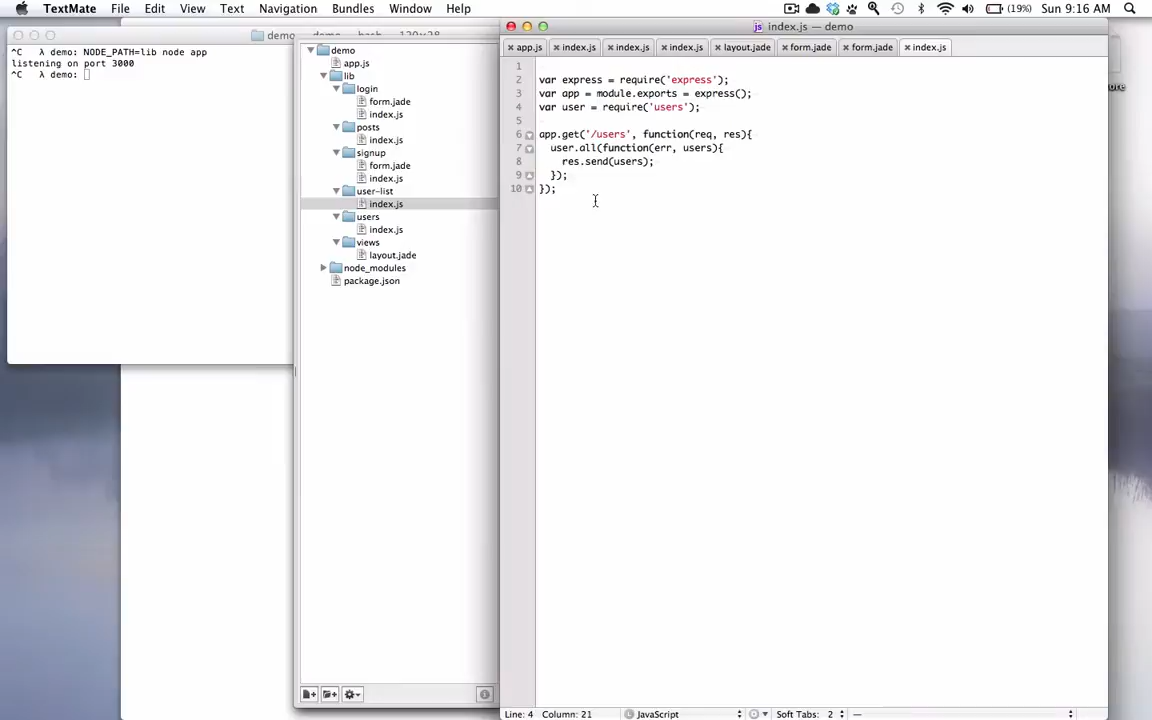 TextMate File Edit View Text Navigation Bundles Window Help
(19%) Sun 9:16 AM
demo
^C λ demo: NODE_PATH=lib node app
listening on port 3000
^C λ demo:
demo
app.js
lib
login
form.jade
index.js
posts
index.js
signup
form.jade
index.js
user-list
index.js
users
index.js
views
layout.jade
node_modules
package.json
index.js — demo
app.js index.js index.js index.js layout.jade form.jade form.jade index.js
1
2 var express = require('express');
3 var app = module.exports = express();
4 var user = require('users');
5
6 app.get('/users', function(req, res){
7 user.all(function(err, users){
8 res.send(users);
9 });
10 });
Line: 4 Column: 21 JavaScript Soft Tabs: 2 —